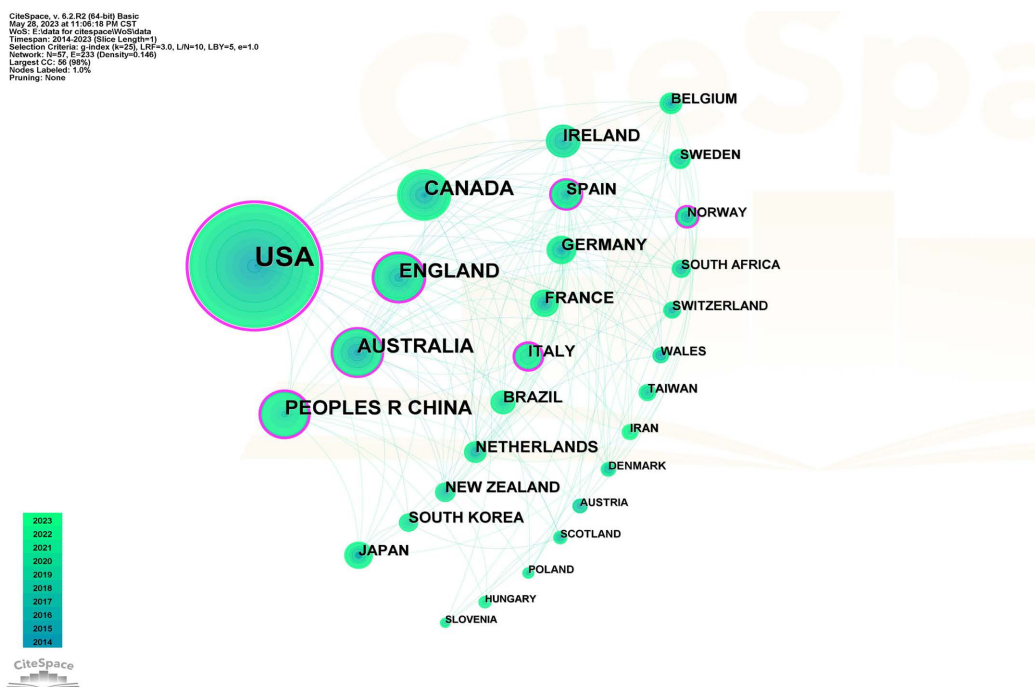 CiteSpace, v. 6.2.R2 (64-bit) Basic
May 28, 2023 at 11:06:18 PM CST
WoS: E:\data for citespace\WoS\data
Timespan: 2014-2023 (Slice Length=1)
Selection Criteria: g-index (k=25), LRF=3.0, L/N=10, LBY=5, e=1.0
Network: N=57, E=233 (Density=0.146)
Largest CC: 56 (98%)
Nodes Labeled: 1.0%
Pruning: None
CiteSpa
BELGIUM
IRELAND
SWEDEN
CANADA
SPAIN
NORWAY
USA
GERMANY
ENGLAND
SOUTH AFRICA
FRANCE
SWITZERLAND
AUSTRALIA
ITALY
WALES
TAIWAN
BRAZIL
PEOPLES R CHINA
IRAN
NETHERLANDS
DENMARK
NEW ZEALAND
AUSTRIA
SOUTH KOREA
SCOTLAND
JAPAN
POLAND
HUNGARY
SLOVENIA
2023
2022
2021
2020
2019
2018
2017
2016
2015
2014
CiteSpace